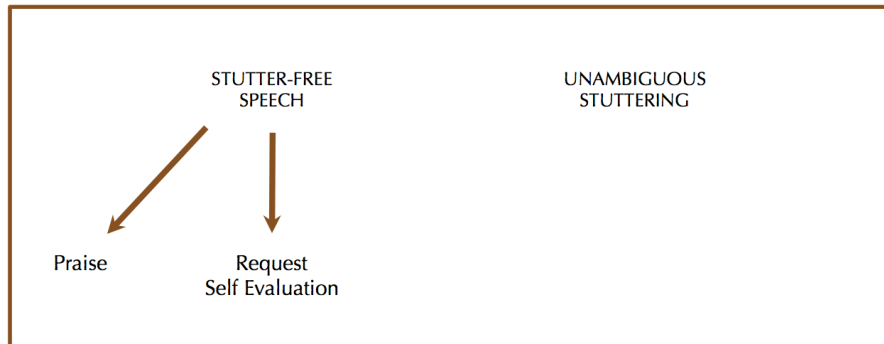 STUTTER-FREE
SPEECH
UNAMBIGUOUS
STUTTERING
Praise
Request
Self Evaluation